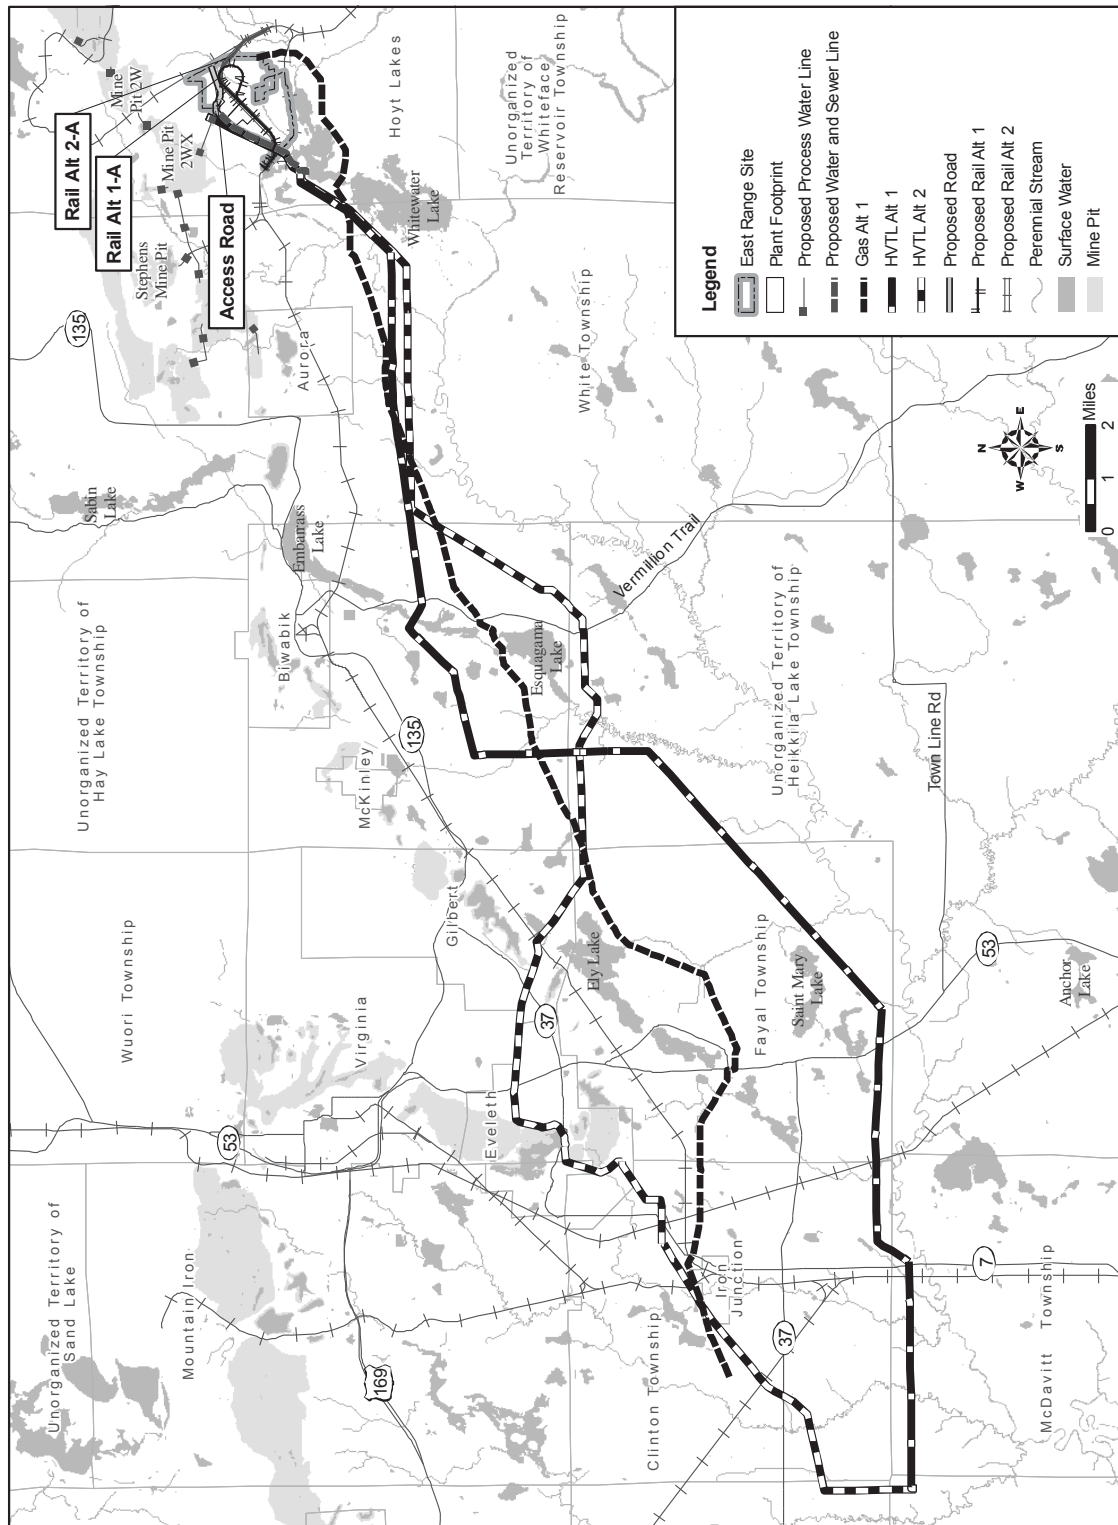 Unorganized Territory of
Sand Lake
Mountain Iron
169
53
Wuori Township
Virginia
Eveleth
37
Gilbert
McKinley
135
Unorganized Territory of
Hay Lake Township
Biwabik
Embarrass
Lake
Sabin
Lake
135
Aurora
Stephens
Mine Pit
Mine Pit
2WX
Mine
Pit 2W
Rail Alt 2-A
Rail Alt 1-A
Access Road
Hoyt Lakes
Whitewater
Lake
Unorganized
Territory of
Whiteface
Reservoir Township
White Township
Vermillion Trail
Esquagama
Lake
Unorganized Territory of
Heikkila Lake Township
Town Line Rd
Ely Lake
Fayal Township
Saint Mary
Lake
53
Anchor
Lake
Iron
Junction
Clinton Township
37
7
McDavitt Township
N
E
S
W
0 1 2
Miles
Legend
East Range Site
Plant Footprint
Proposed Process Water Line
Proposed Water and Sewer Line
Gas Alt 1
HVTL Alt 1
HVTL Alt 2
Proposed Road
Proposed Rail Alt 1
Proposed Rail Alt 2
Perennial Stream
Surface Water
Mine Pit